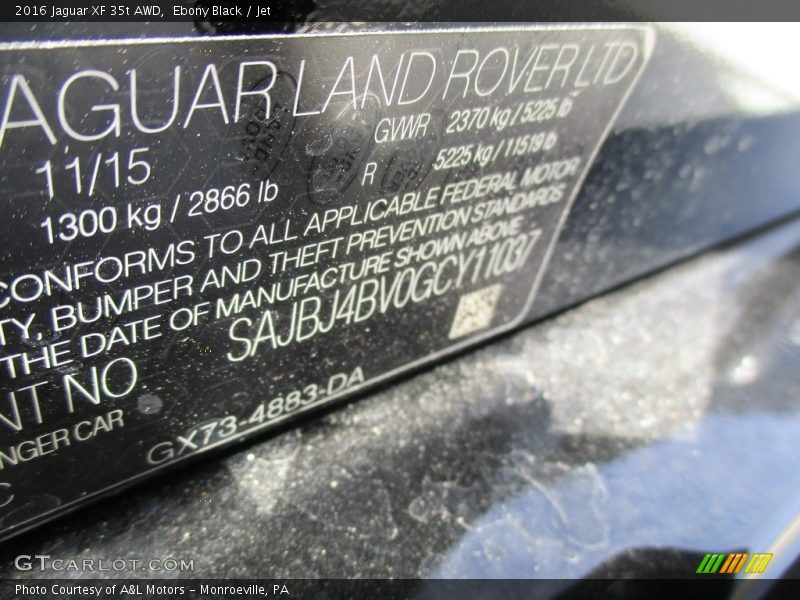 2016 Jaguar XF 35t AWD, Ebony Black / Jet
AGUAR LAND ROVER LTD
11/15 GWR 2370 kg / 5225 lb
1300 kg / 2866 lb R 5225 kg / 11519 lb
CONFORMS TO ALL APPLICABLE FEDERAL MOTOR
TY, BUMPER AND THEFT PREVENTION STANDARDS
THE DATE OF MANUFACTURE SHOWN ABOVE
SAJBJ4BV0GCY11037
NT NO
NGER CAR GX73-4883-DA
C
GTCARLOT.COM
Photo Courtesy of A&L Motors – Monroeville, PA